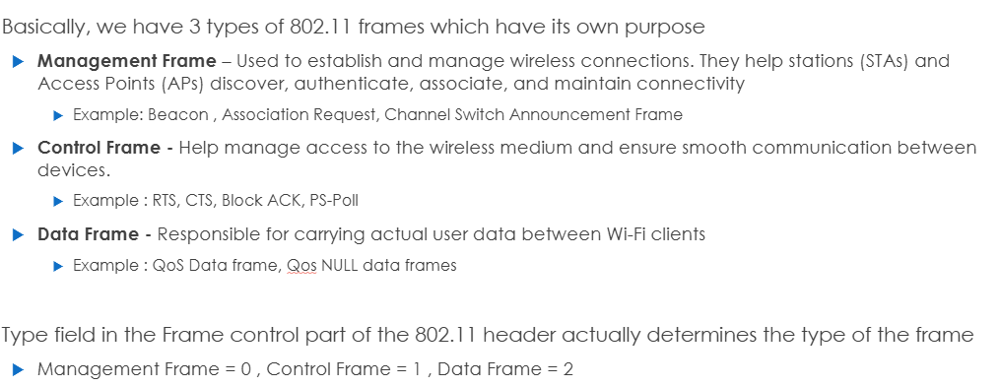 Basically, we have 3 types of 802.11 frames which have its own purpose
Management Frame – Used to establish and manage wireless connections. They help stations (STAs) and
Access Points (APs) discover, authenticate, associate, and maintain connectivity
Example: Beacon , Association Request, Channel Switch Announcement Frame
Control Frame - Help manage access to the wireless medium and ensure smooth communication between
devices.
Example : RTS, CTS, Block ACK, PS-Poll
Data Frame - Responsible for carrying actual user data between Wi-Fi clients
Example : QoS Data frame, Qos NULL data frames
Type field in the Frame control part of the 802.11 header actually determines the type of the frame
Management Frame = 0 , Control Frame = 1 , Data Frame = 2